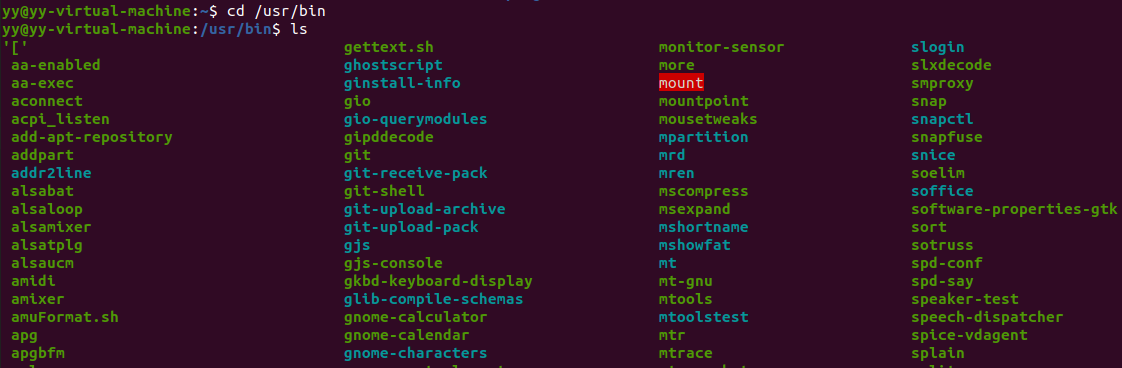 yy@yy-virtual-machine:~$ cd /usr/bin
yy@yy-virtual-machine:/usr/bin$ ls
'[' gettext.sh monitor-sensor slogin
aa-enabled ghostscript more slxdecode
aa-exec ginstall-info mount smproxy
aconnect gio mountpoint snap
acpi_listen gio-querymodules mousetweaks snapctl
add-apt-repository gipddecode mpartition snapfuse
addpart git mrd snice
addr2line git-receive-pack mren soelim
alsabat git-shell mscompress soffice
alsaloop git-upload-archive msexpand software-properties-gtk
alsamixer git-upload-pack mshortname sort
alsatplg gjs mshowfat sotruss
alsaucm gjs-console mt spd-conf
amidi gkbd-keyboard-display mt-gnu spd-say
amixer glib-compile-schemas mtools speaker-test
amuFormat.sh gnome-calculator mtoolstest speech-dispatcher
apg gnome-calendar mtr spice-vdagent
apgbfm gnome-characters mtrace splain